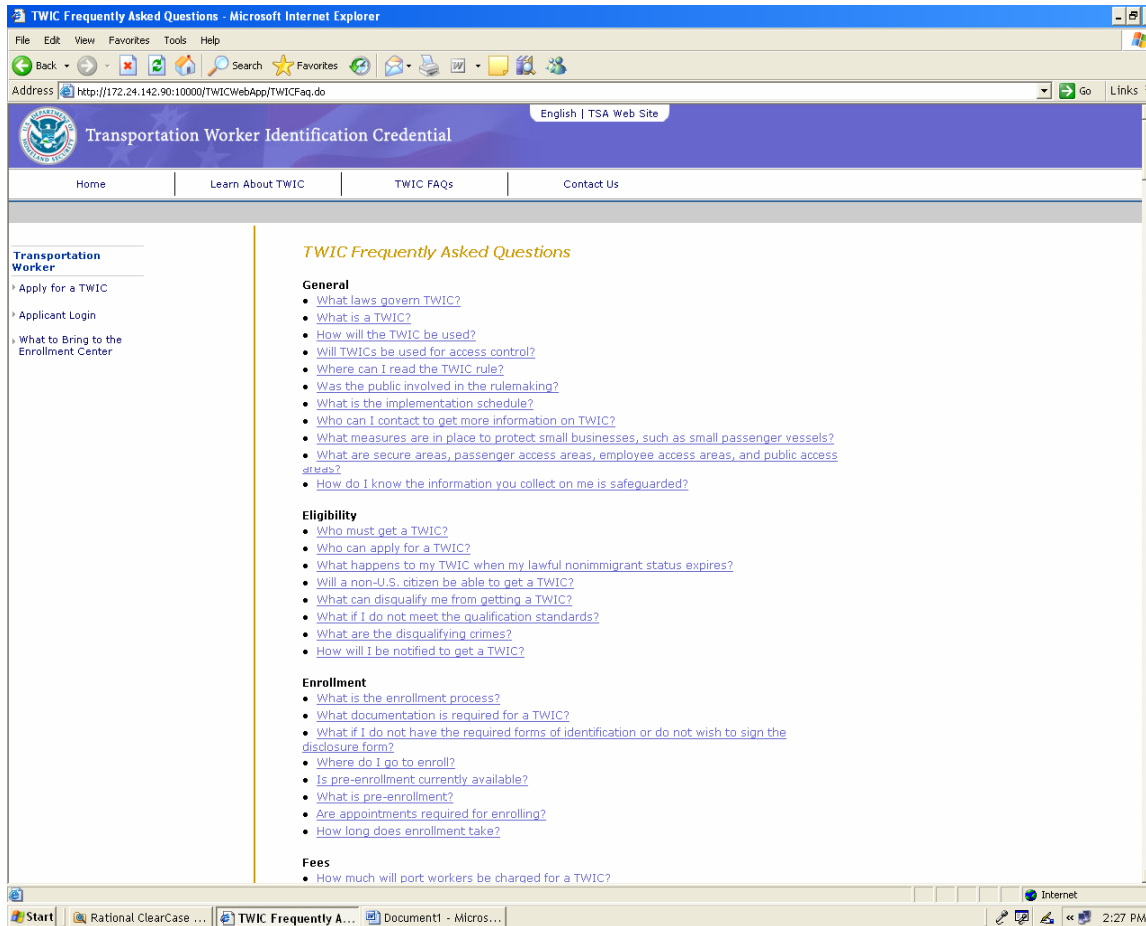 TWIC Frequently Asked Questions - Microsoft Internet Explorer
File Edit View Favorites Tools Help
Back Search Favorites
Address http://172.24.142.90:10000/TWICWebApp/TWICFaq.do Go Links
English | TSA Web Site
Transportation Worker Identification Credential
Home Learn About TWIC TWIC FAQs Contact Us
Transportation
Worker
Apply for a TWIC
Applicant Login
What to Bring to the
Enrollment Center
TWIC Frequently Asked Questions
General
• What laws govern TWIC?
• What is a TWIC?
• How will the TWIC be used?
• Will TWICs be used for access control?
• Where can I read the TWIC rule?
• Was the public involved in the rulemaking?
• What is the implementation schedule?
• Who can I contact to get more information on TWIC?
• What measures are in place to protect small businesses, such as small passenger vessels?
• What are secure areas, passenger access areas, employee access areas, and public access
areas?
• How do I know the information you collect on me is safeguarded?
Eligibility
• Who must get a TWIC?
• Who can apply for a TWIC?
• What happens to my TWIC when my lawful nonimmigrant status expires?
• Will a non-U.S. citizen be able to get a TWIC?
• What can disqualify me from getting a TWIC?
• What if I do not meet the qualification standards?
• What are the disqualifying crimes?
• How will I be notified to get a TWIC?
Enrollment
• What is the enrollment process?
• What documentation is required for a TWIC?
• What if I do not have the required forms of identification or do not wish to sign the
disclosure form?
• Where do I go to enroll?
• Is pre-enrollment currently available?
• What is pre-enrollment?
• Are appointments required for enrolling?
• How long does enrollment take?
Fees
• How much will port workers be charged for a TWIC?
Internet
Start Rational ClearCase ... TWIC Frequently A... Document1 - Micros... 2:27 PM